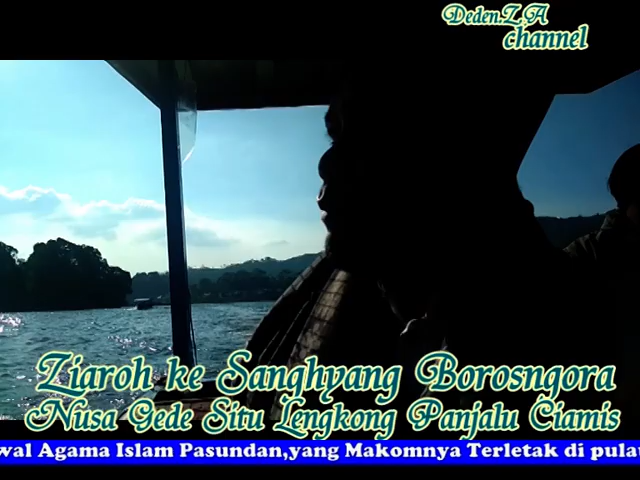 Deden.Z.A
channel
Ziaroh ke Sanghyang Borosngora
Nusa Gede Situ Lengkong Panjalu Ciamis
wal Agama Islam Pasundan,yang Makomnya Terletak di pulau